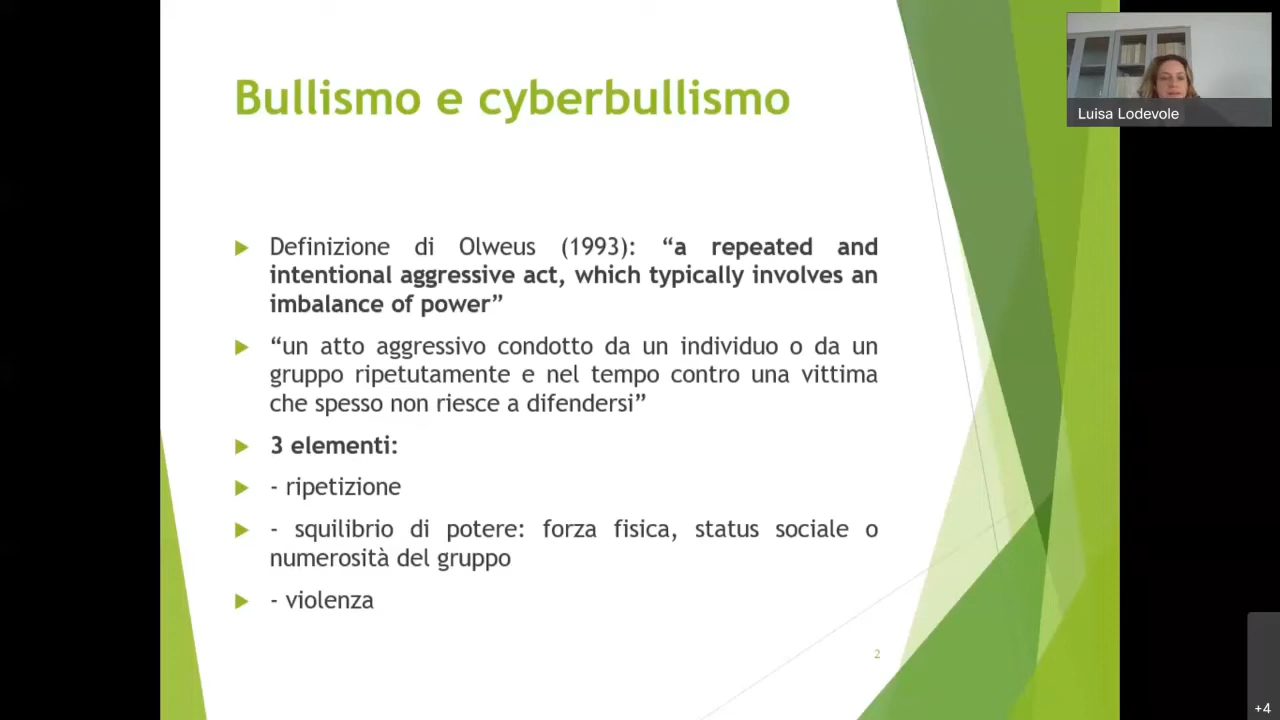 Bullismo e cyberbullismo
Luisa Lodevole
Definizione di Olweus (1993): “a repeated and
intentional aggressive act, which typically involves an
imbalance of power”
“un atto aggressivo condotto da un individuo o da un
gruppo ripetutamente e nel tempo contro una vittima
che spesso non riesce a difendersi”
3 elementi:
- ripetizione
- squilibrio di potere: forza fisica, status sociale o
numerosità del gruppo
- violenza
2
+4